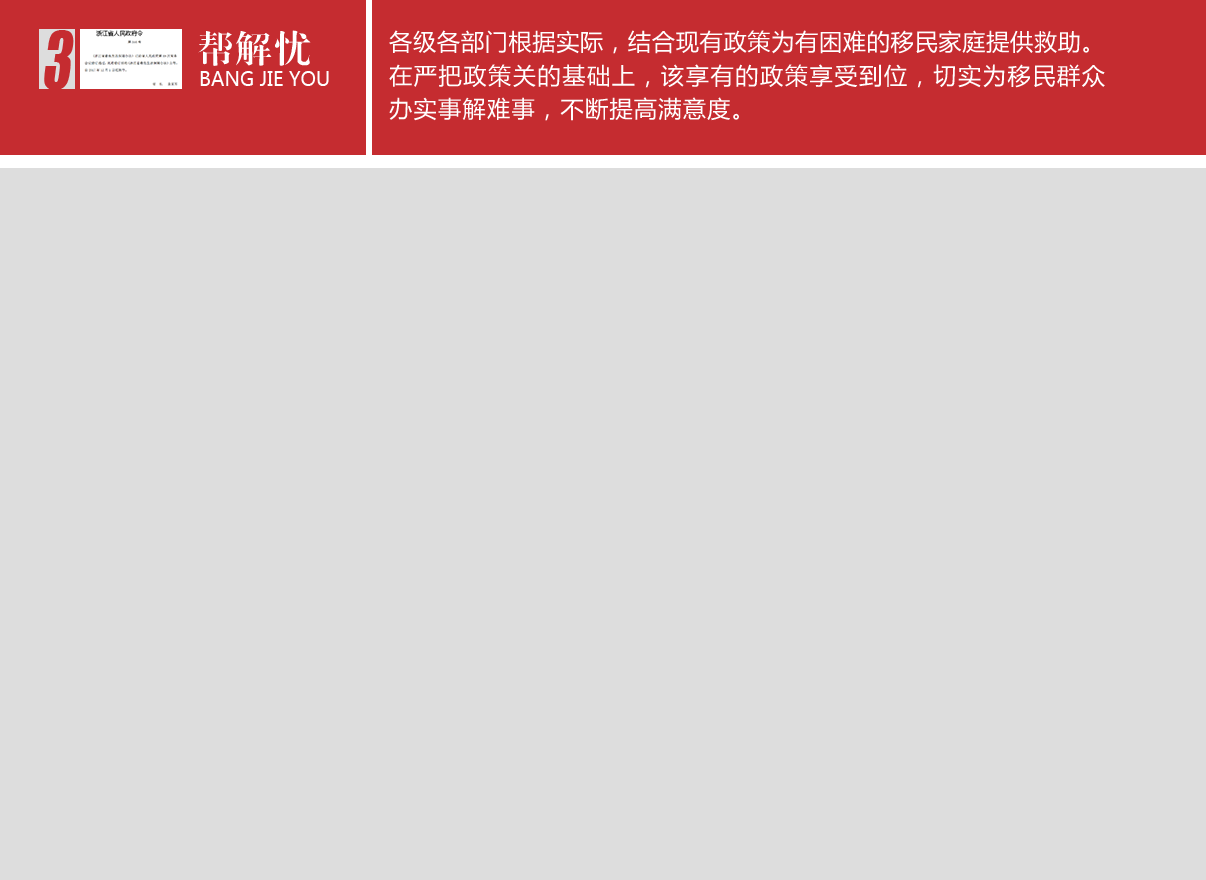 3
浙江省人民政府令
帮解忧
BANG JIE YOU
各级各部门根据实际，结合现有政策为有困难的移民家庭提供救助。
在严把政策关的基础上，该享有的政策享受到位，切实为移民群众
办实事解难事，不断提高满意度。